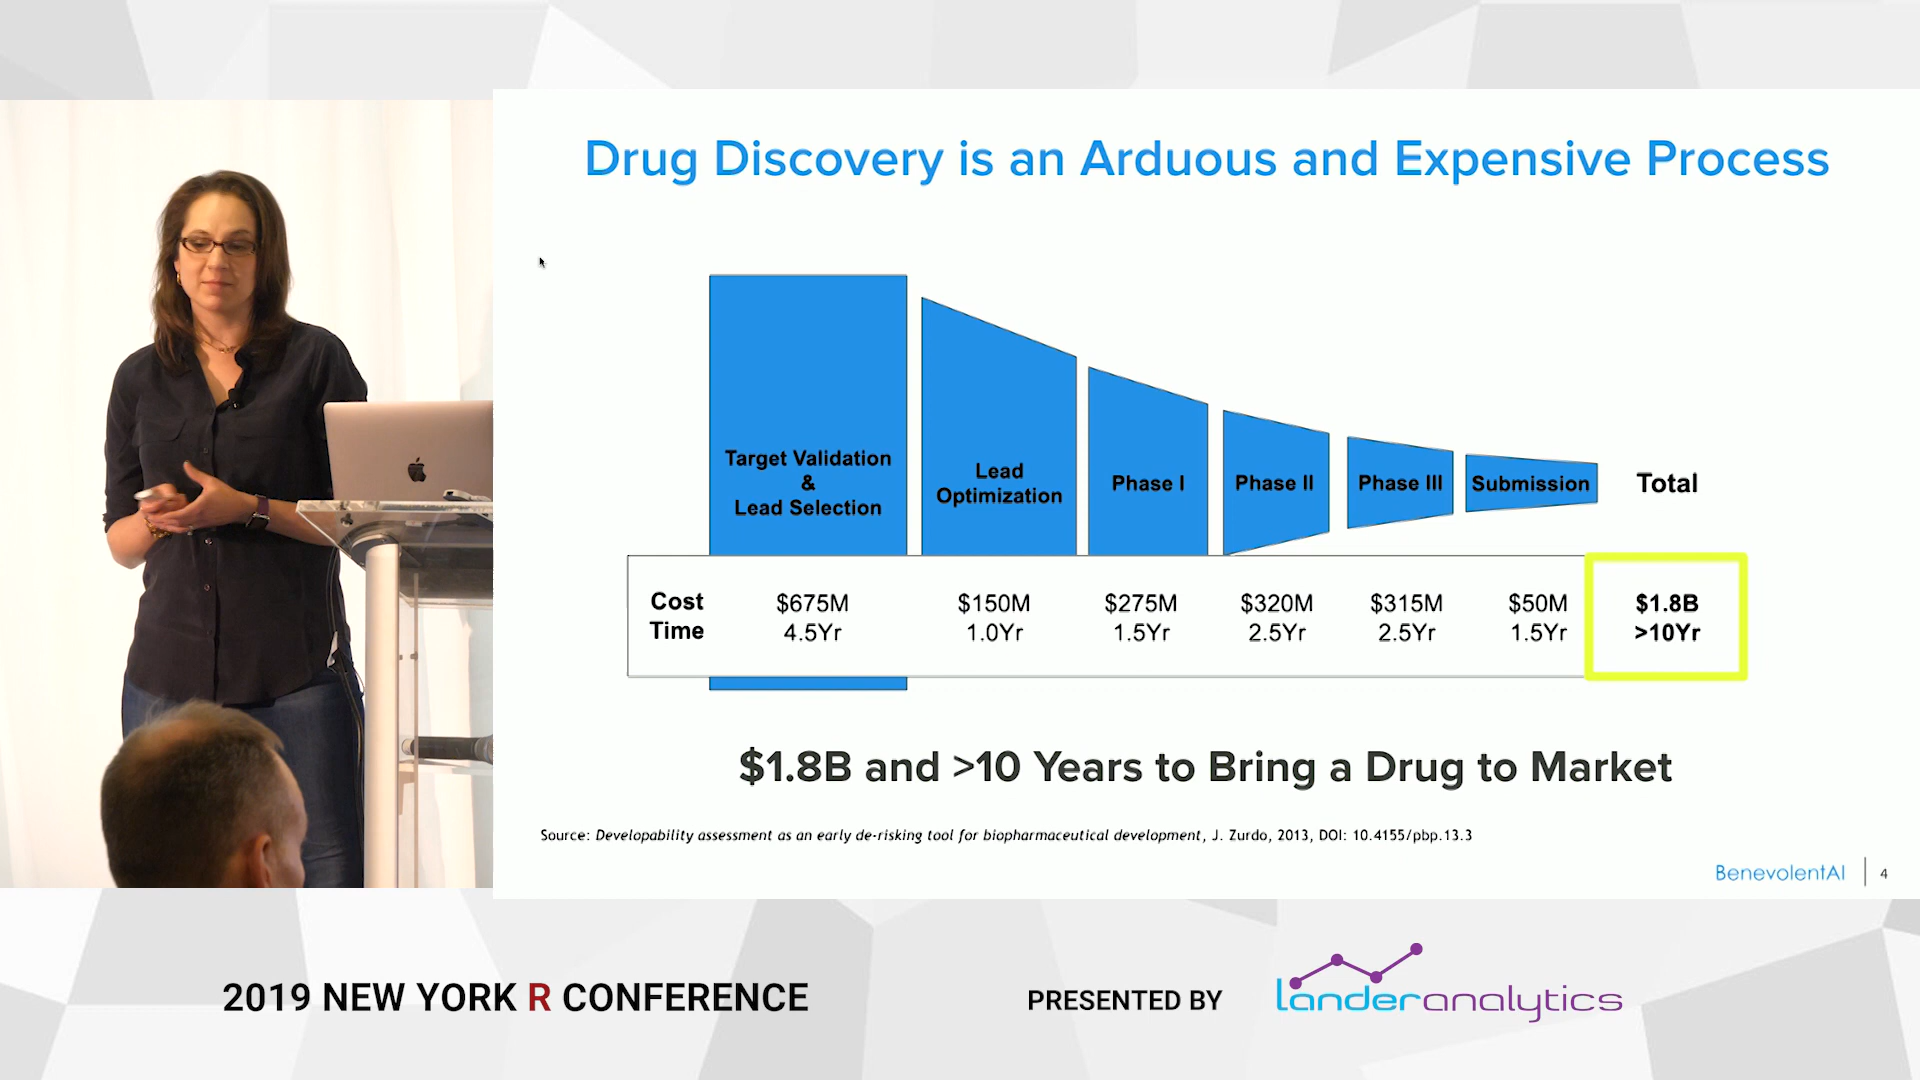 Drug Discovery is an Arduous and Expensive Process
Target Validation
&
Lead Selection
Lead
Optimization
Phase I
Phase II
Phase III
Submission
Total
Cost $675M $150M $275M $320M $315M $50M $1.8B
Time 4.5Yr 1.0Yr 1.5Yr 2.5Yr 2.5Yr 1.5Yr >10Yr
$1.8B and >10 Years to Bring a Drug to Market
Source: Developability assessment as an early de-risking tool for biopharmaceutical development, J. Zurdo, 2013, DOI: 10.4155/pbp.13.3
BenevolentAI 4
2019 NEW YORK R CONFERENCE
PRESENTED BY
landeranalytics